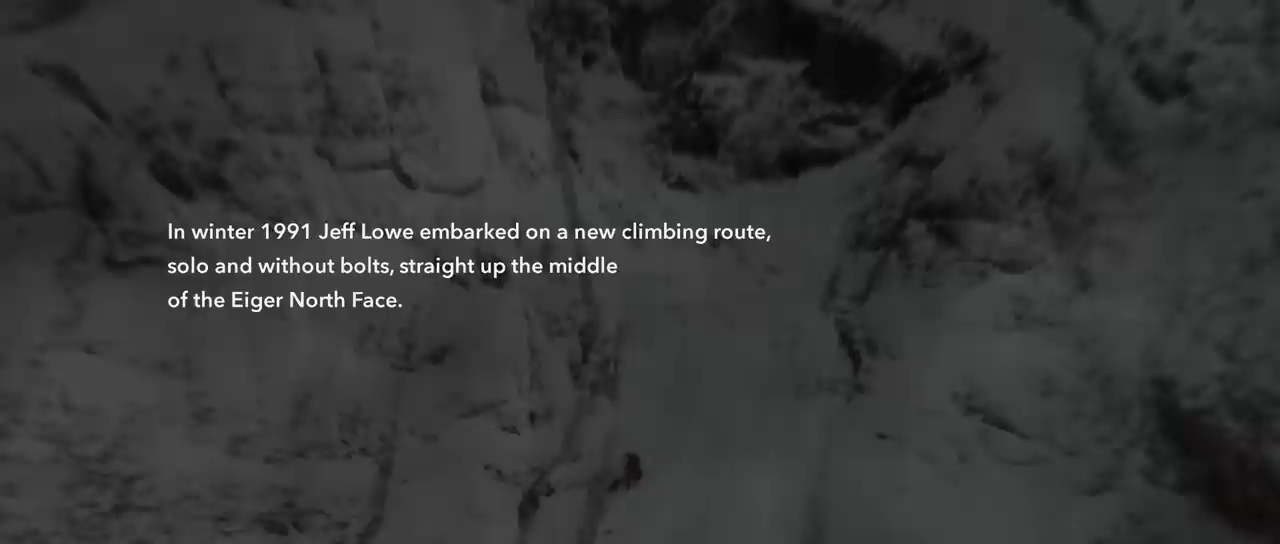 In winter 1991 Jeff Lowe embarked on a new climbing route,
solo and without bolts, straight up the middle
of the Eiger North Face.